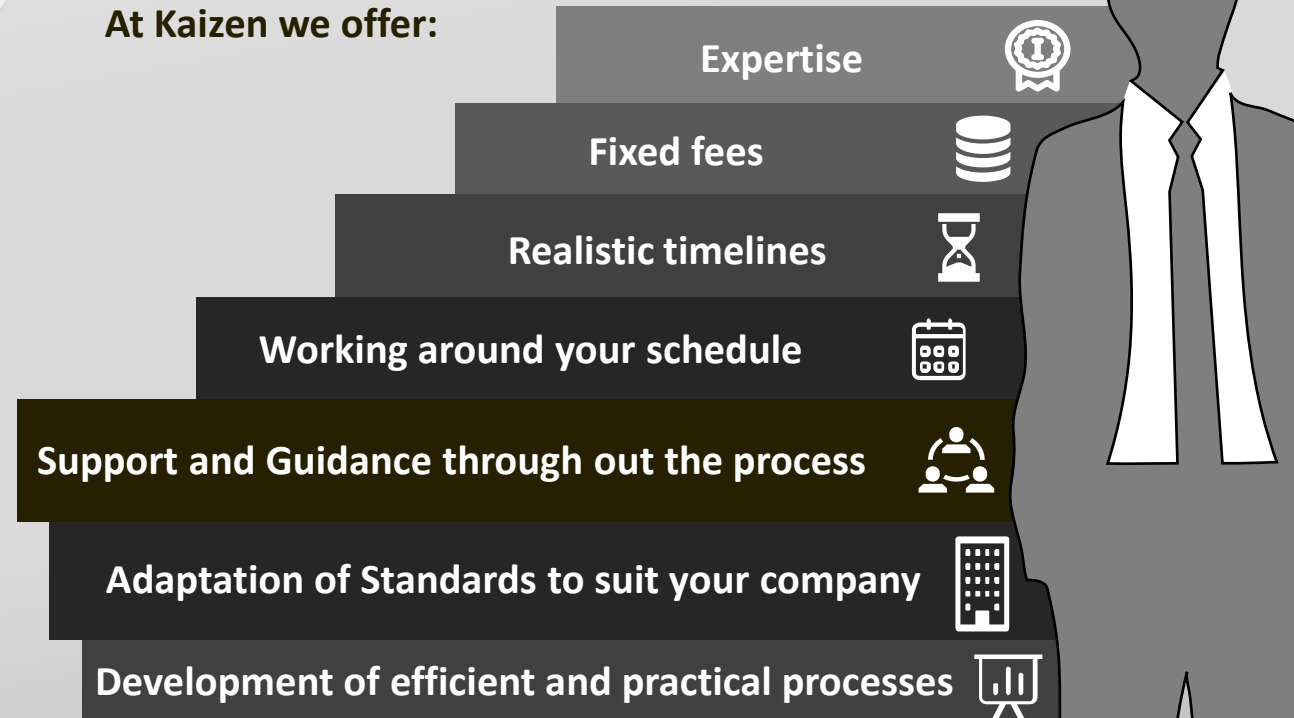 At Kaizen we offer:
Expertise
Fixed fees
Realistic timelines
Working around your schedule
Support and Guidance through out the process
Adaptation of Standards to suit your company
Development of efficient and practical processes